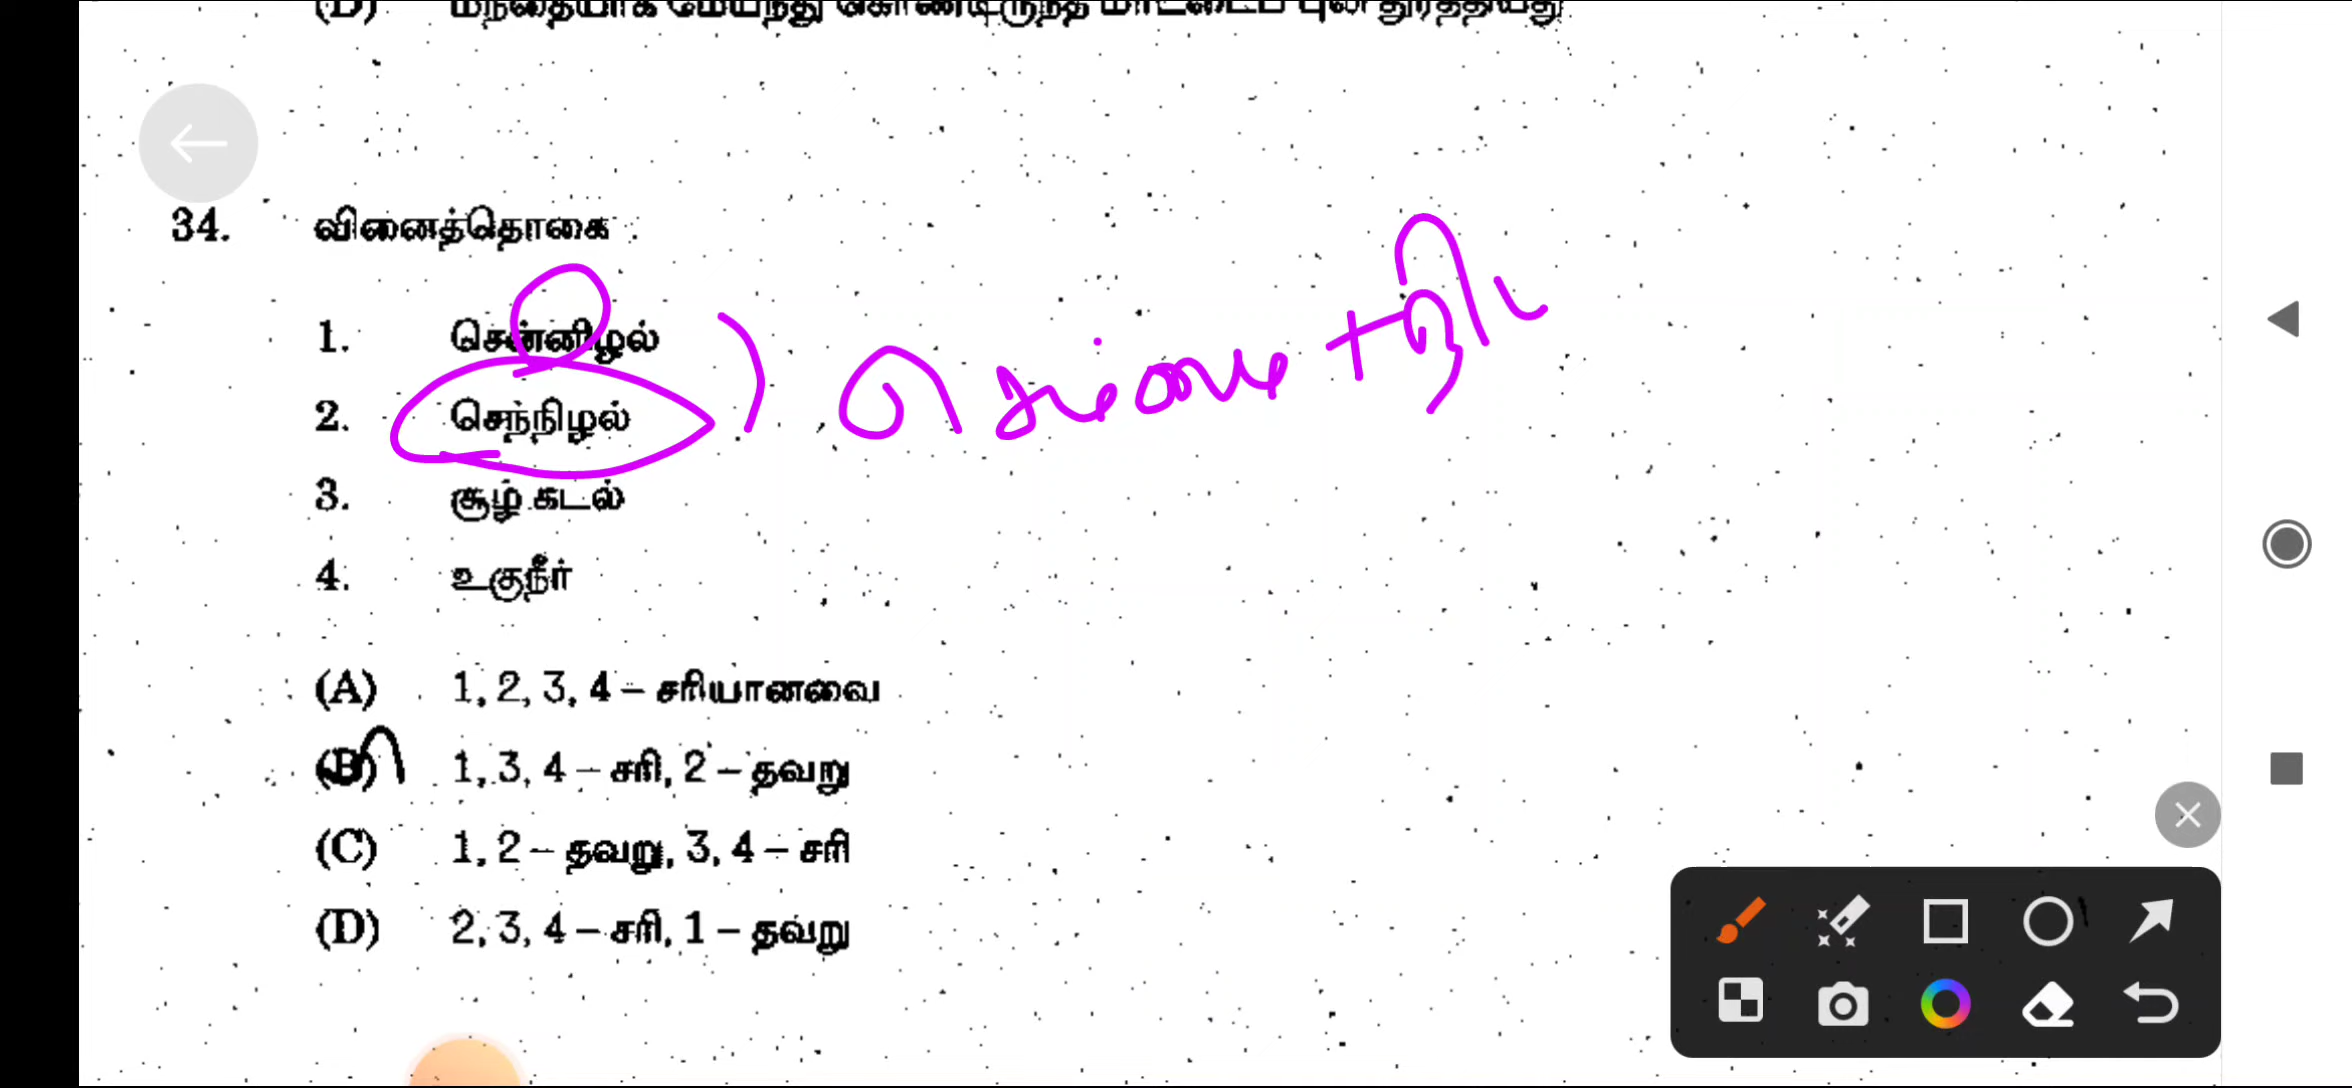 34. வினைத்தொகை
1. சென்னிழல்
2. செந்நிழல்
3. சூழ் கடல்
4. உகுநீர்
(A) 1, 2, 3, 4 – சரியானவை
(B) 1, 3, 4 – சரி, 2 – தவறு
(C) 1, 2 – தவறு, 3, 4 – சரி
(D) 2, 3, 4 – சரி, 1 – தவறு